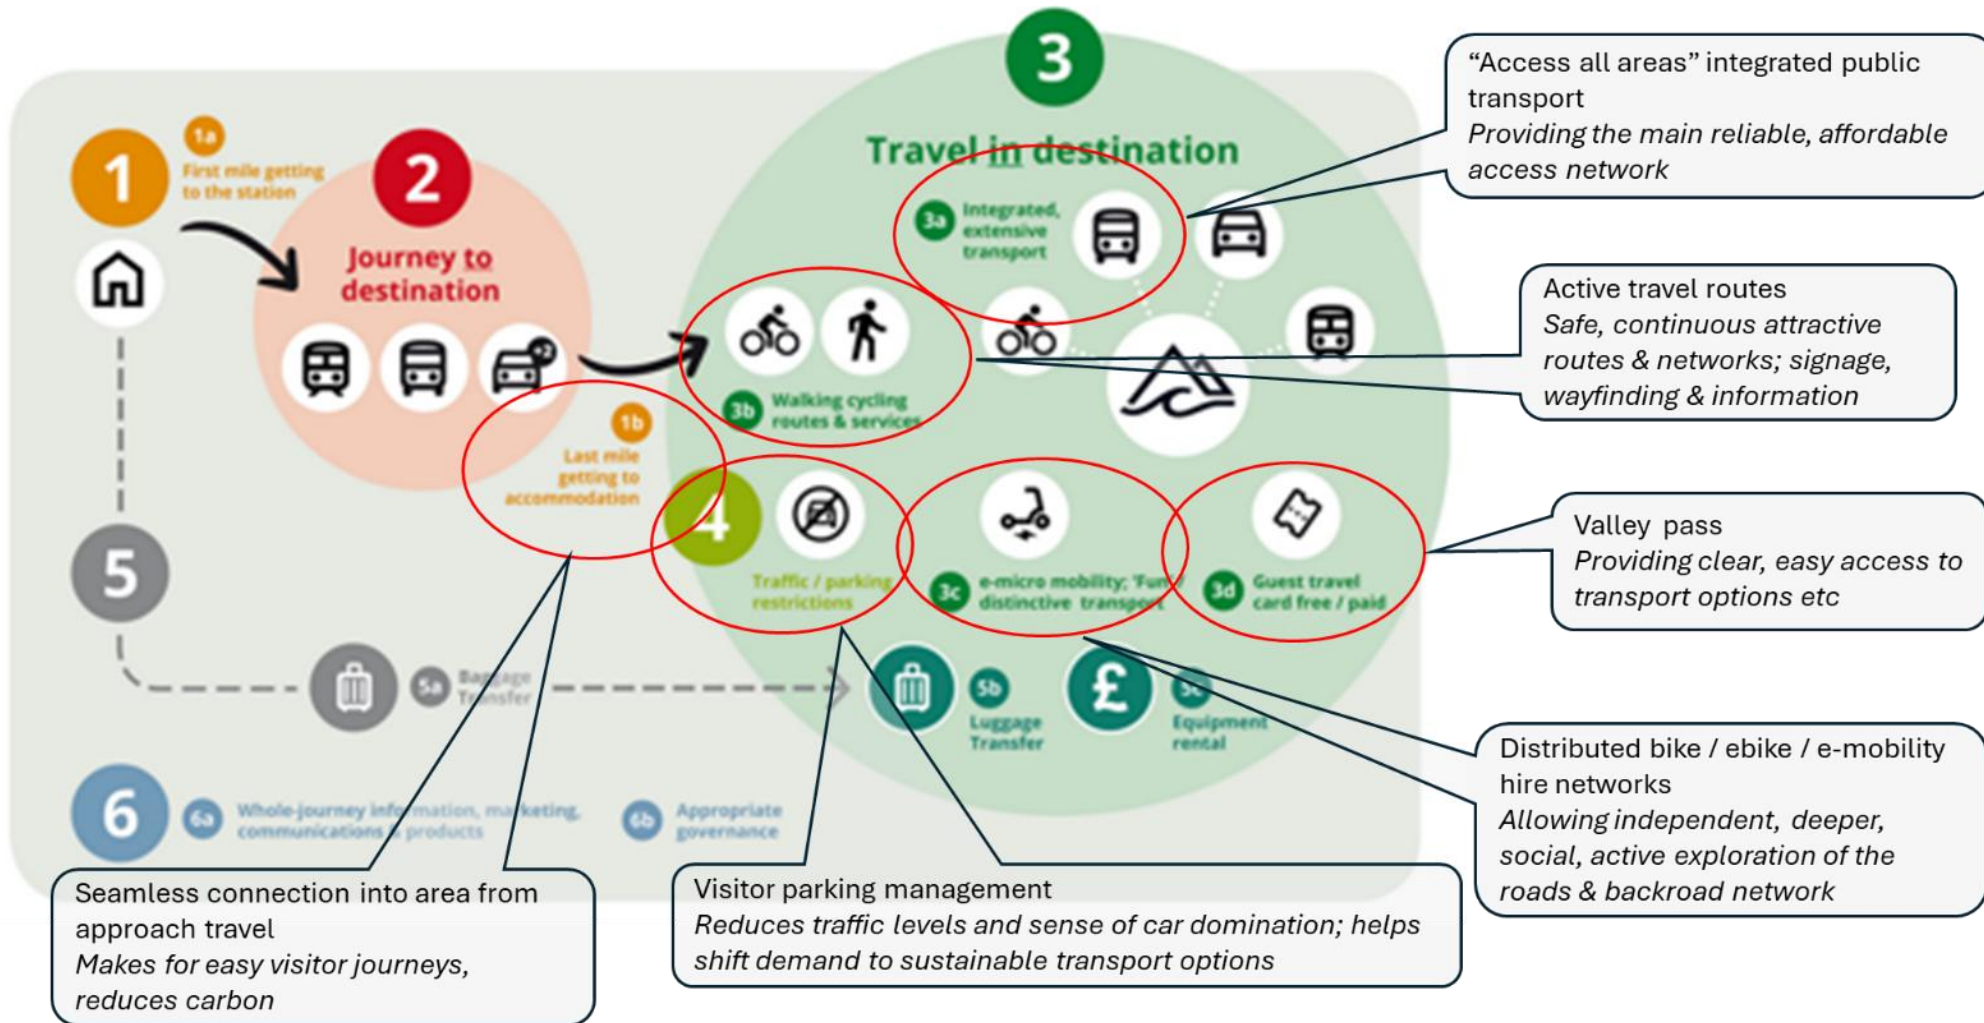 3
Travel in destination
1
1a
First mile getting
to the station
2
Journey to
destination
3a
Integrated,
extensive
transport
3b
Walking cycling
routes & services
1b
Last mile
getting to
accommodation
4
Traffic / parking
restrictions
3c
e-micro mobility; 'Fun' /
distinctive transport
3d
Guest travel
card free / paid
5
5a
Baggage
Transfer
5b
Luggage
Transfer
£
5c
Equipment
rental
6
6a
Whole-journey information, marketing,
communications & products
6b
Appropriate
governance
“Access all areas” integrated public
transport
Providing the main reliable, affordable
access network
Active travel routes
Safe, continuous attractive
routes & networks; signage,
wayfinding & information
Valley pass
Providing clear, easy access to
transport options etc
Distributed bike / ebike / e-mobility
hire networks
Allowing independent, deeper,
social, active exploration of the
roads & backroad network
Visitor parking management
Reduces traffic levels and sense of car domination; helps
shift demand to sustainable transport options
Seamless connection into area from
approach travel
Makes for easy visitor journeys,
reduces carbon